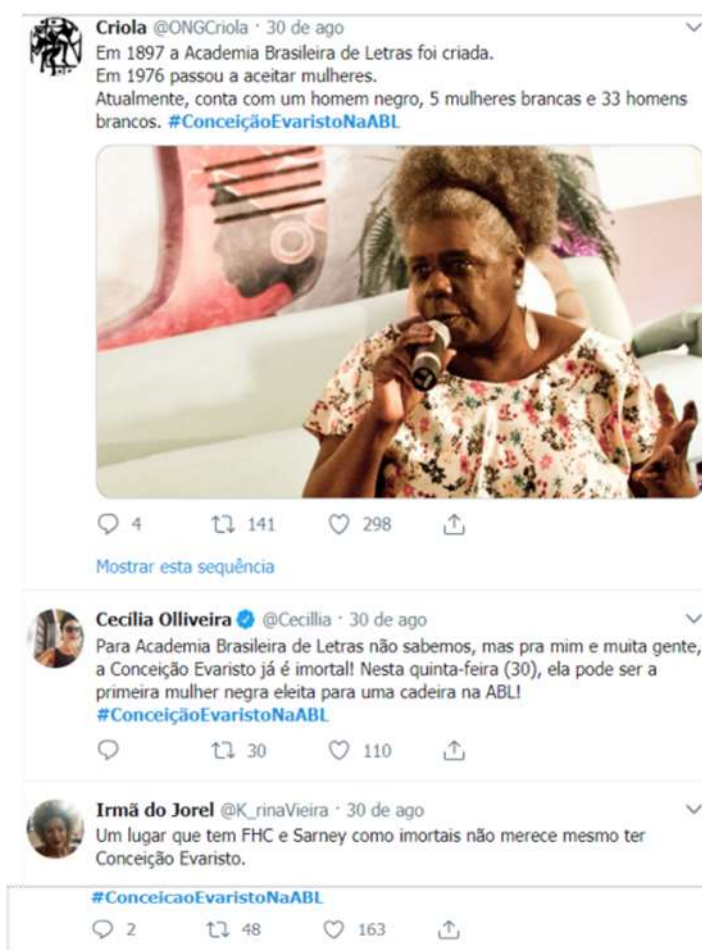 Criola @ONGCriola · 30 de ago
Em 1897 a Academia Brasileira de Letras foi criada.
Em 1976 passou a aceitar mulheres.
Atualmente, conta com um homem negro, 5 mulheres brancas e 33 homens
brancos. #ConceiçãoEvaristoNaABL
4 141 298
Mostrar esta sequência
Cecília Olliveira @Cecillia · 30 de ago
Para Academia Brasileira de Letras não sabemos, mas pra mim e muita gente,
a Conceição Evaristo já é imortal! Nesta quinta-feira (30), ela pode ser a
primeira mulher negra eleita para uma cadeira na ABL!
#ConceiçãoEvaristoNaABL
30 110
Irmã do Jorel @K_rinaVieira · 30 de ago
Um lugar que tem FHC e Sarney como imortais não merece mesmo ter
Conceição Evaristo.
#ConceicaoEvaristoNaABL
2 48 163